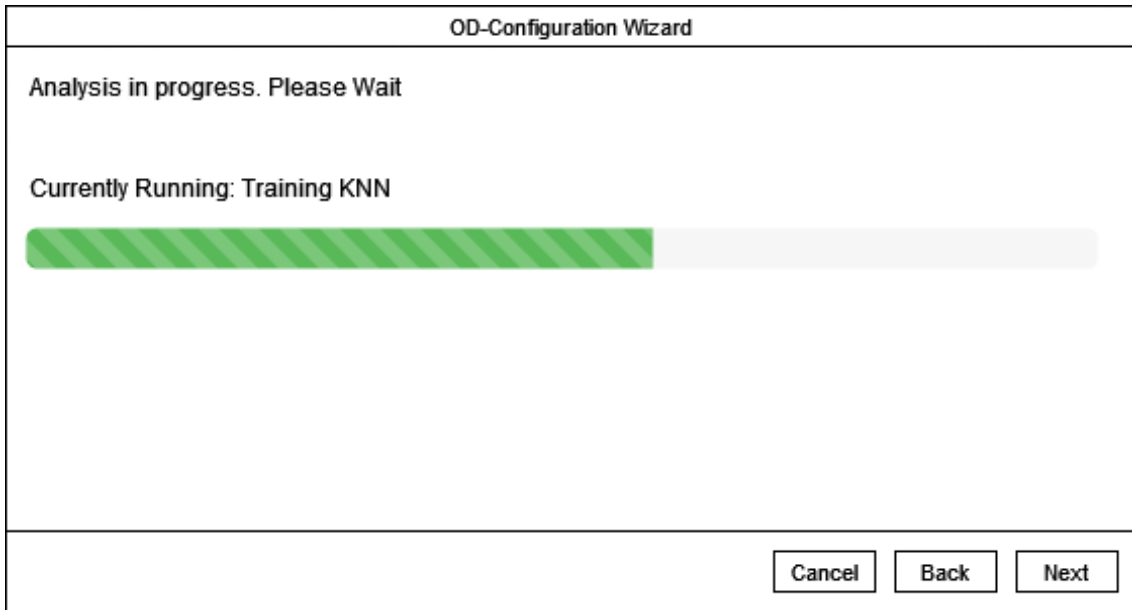 OD-Configuration Wizard
Analysis in progress. Please Wait
Currently Running: Training KNN
Cancel Back Next